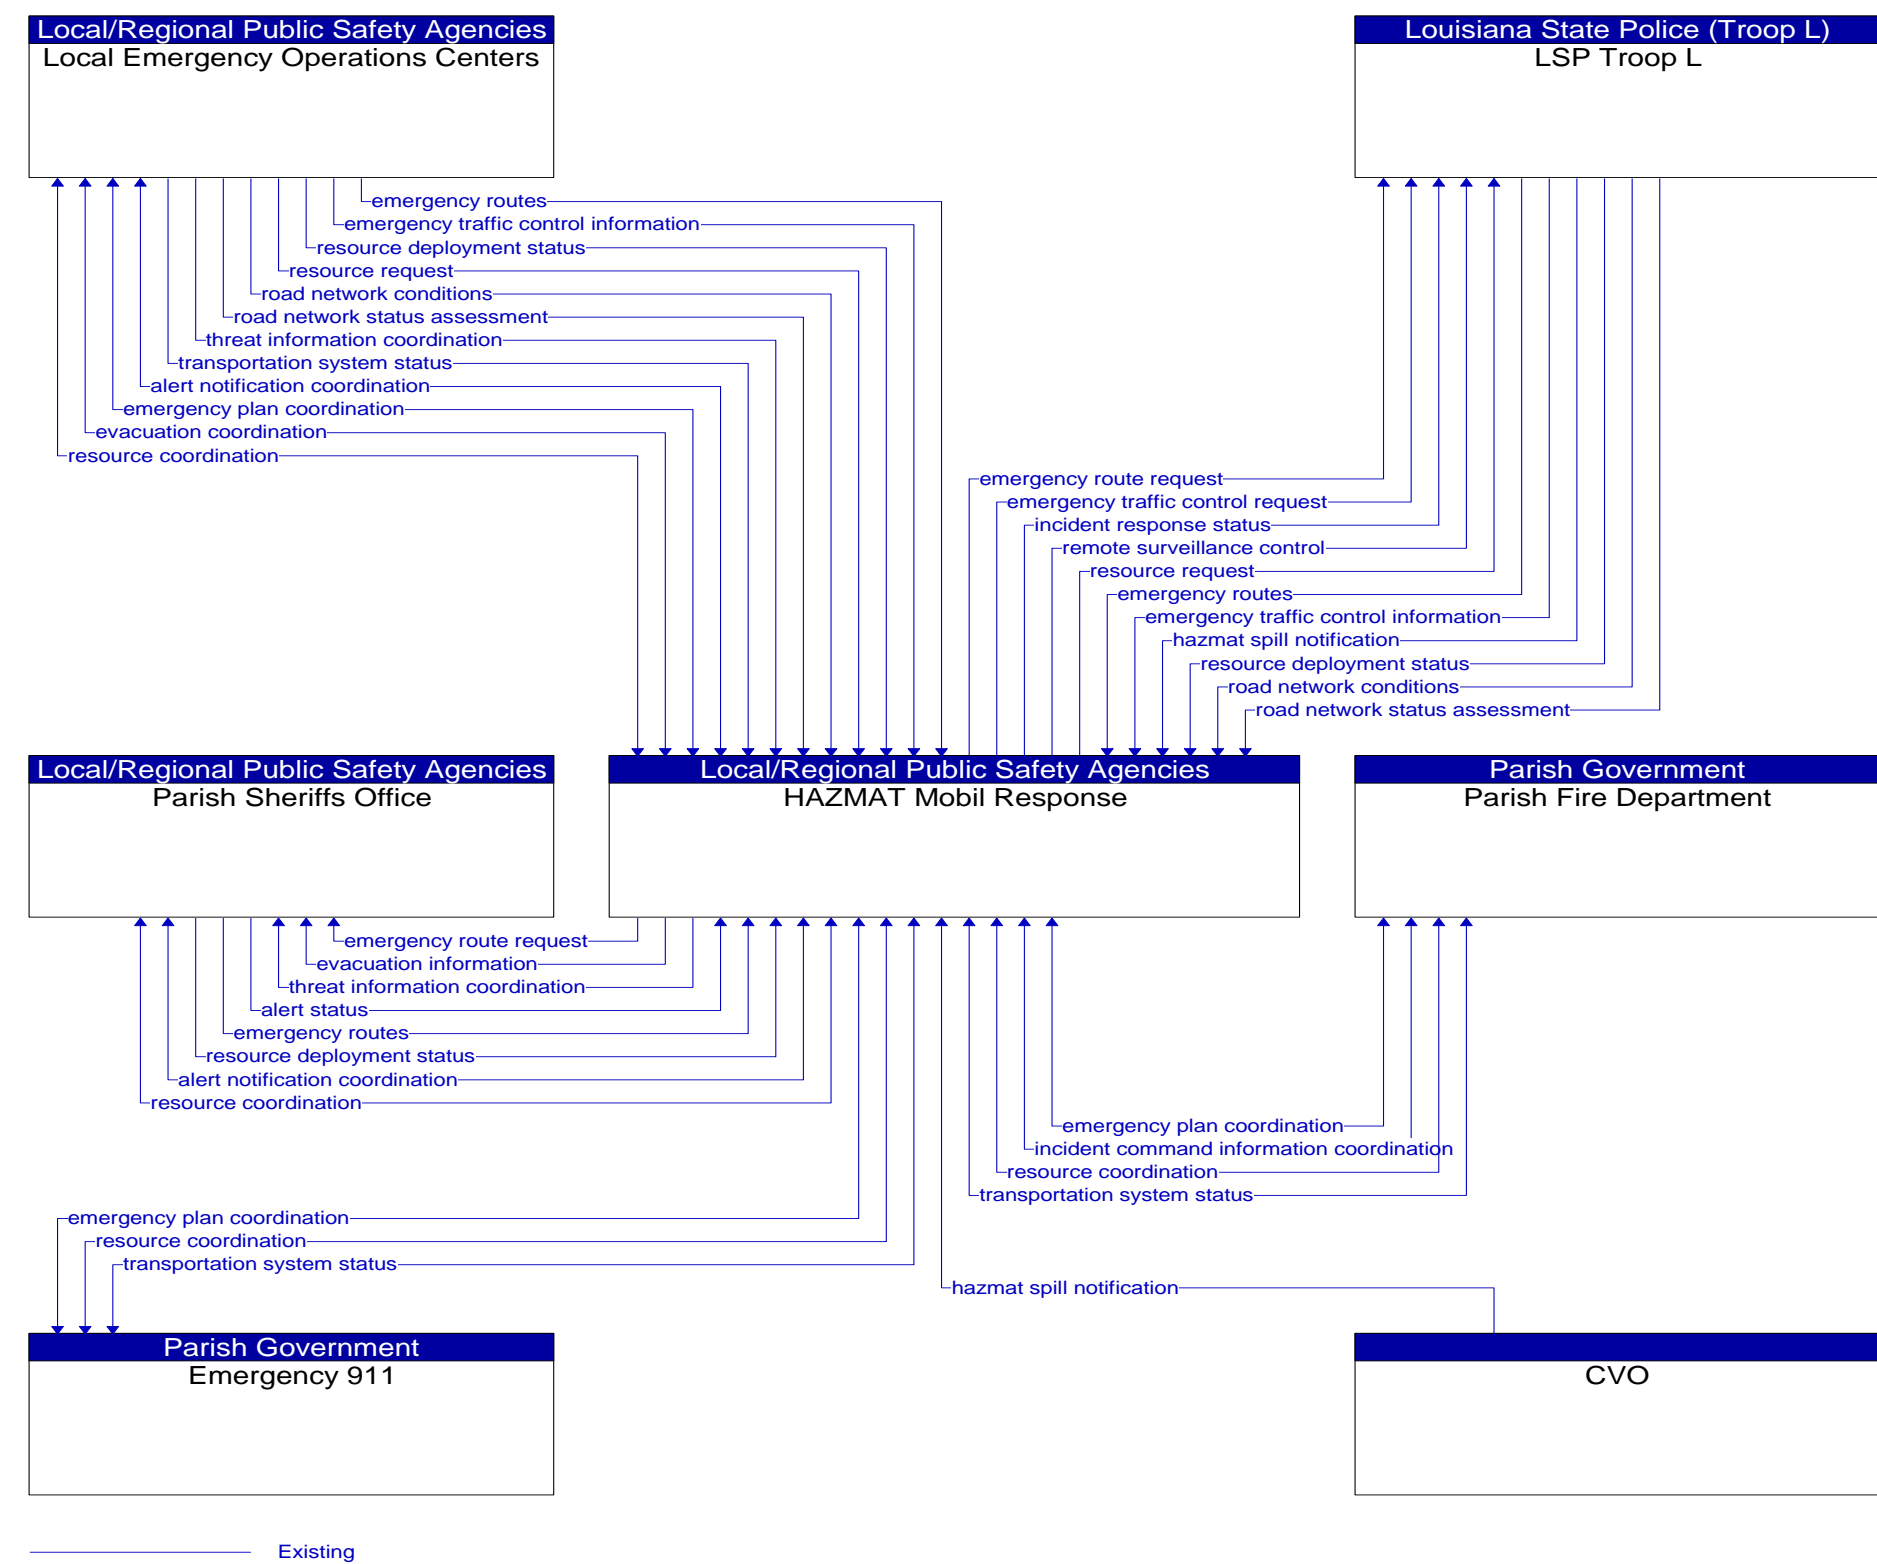 Local/Regional Public Safety Agencies
Local Emergency Operations Centers
Louisiana State Police (Troop L)
LSP Troop L
emergency routes
emergency traffic control information
resource deployment status
resource request
road network conditions
road network status assessment
threat information coordination
transportation system status
alert notification coordination
emergency plan coordination
evacuation coordination
resource coordination
emergency route request
emergency traffic control request
incident response status
remote surveillance control
resource request
emergency routes
emergency traffic control information
hazmat spill notification
resource deployment status
road network conditions
road network status assessment
Local/Regional Public Safety Agencies
Parish Sheriffs Office
Local/Regional Public Safety Agencies
HAZMAT Mobil Response
Parish Government
Parish Fire Department
emergency route request
evacuation information
threat information coordination
alert status
emergency routes
resource deployment status
alert notification coordination
resource coordination
emergency plan coordination
incident command information coordination
resource coordination
transportation system status
emergency plan coordination
resource coordination
transportation system status
hazmat spill notification
Parish Government
Emergency 911
CVO
Existing